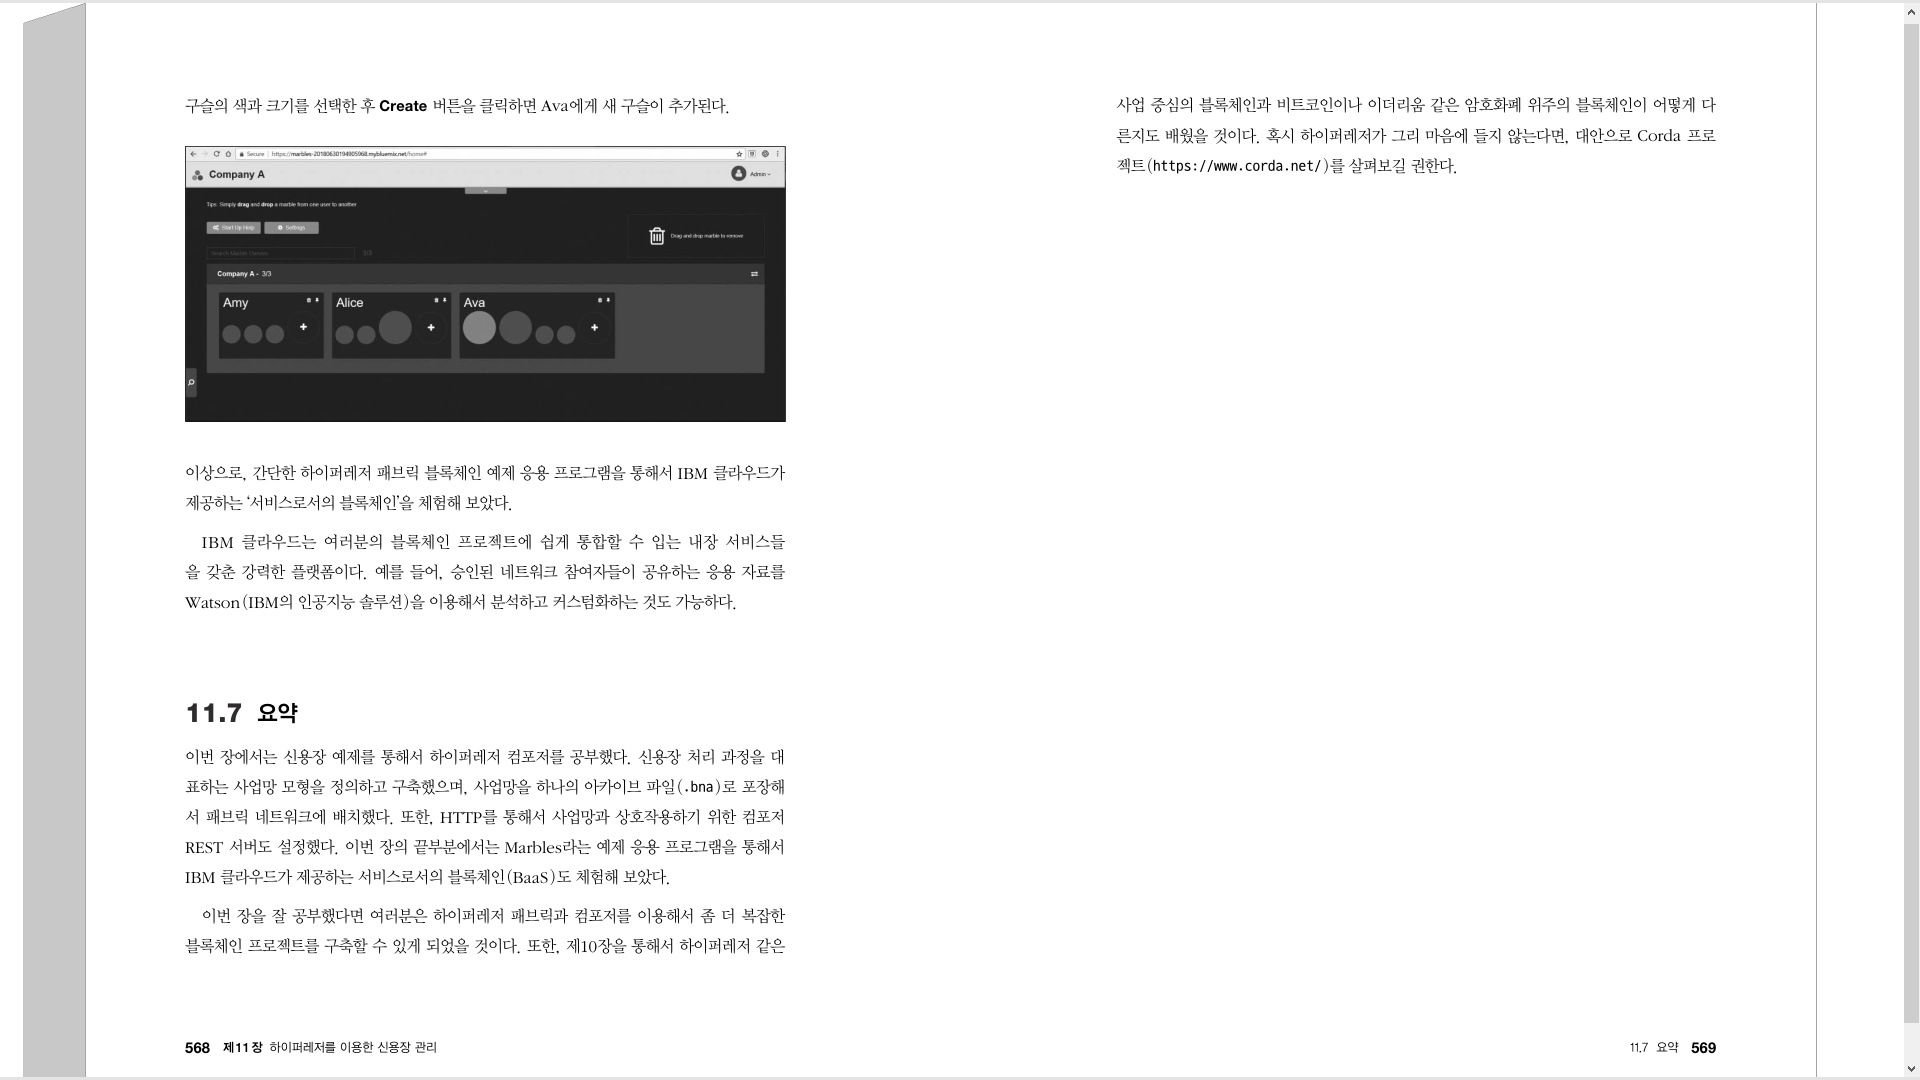 구슬의 색과 크기를 선택한 후 Create 버튼을 클릭하면 Ava에게 새 구슬이 추가된다.
Secure https://marbles-20180630194905968.mybluemix.net/home#
Company A
Admin
Tips: Simply drag and drop a marble from one user to another
Start Up Help Settings
Drag and drop marble to remove
Search Marble Owners 3/3
Company A - 3/3
Amy Alice Ava
이상으로, 간단한 하이퍼레저 패브릭 블록체인 예제 응용 프로그램을 통해서 IBM 클라우드가
제공하는 ‘서비스로서의 블록체인’을 체험해 보았다.
IBM 클라우드는 여러분의 블록체인 프로젝트에 쉽게 통합할 수 입는 내장 서비스들
을 갖춘 강력한 플랫폼이다. 예를 들어, 승인된 네트워크 참여자들이 공유하는 응용 자료를
Watson(IBM의 인공지능 솔루션)을 이용해서 분석하고 커스텀화하는 것도 가능하다.
11.7 요약
이번 장에서는 신용장 예제를 통해서 하이퍼레저 컴포저를 공부했다. 신용장 처리 과정을 대
표하는 사업망 모형을 정의하고 구축했으며, 사업망을 하나의 아카이브 파일(.bna)로 포장해
서 패브릭 네트워크에 배치했다. 또한, HTTP를 통해서 사업망과 상호작용하기 위한 컴포저
REST 서버도 설정했다. 이번 장의 끝부분에서는 Marbles라는 예제 응용 프로그램을 통해서
IBM 클라우드가 제공하는 서비스로서의 블록체인(BaaS)도 체험해 보았다.
이번 장을 잘 공부했다면 여러분은 하이퍼레저 패브릭과 컴포저를 이용해서 좀 더 복잡한
블록체인 프로젝트를 구축할 수 있게 되었을 것이다. 또한, 제10장을 통해서 하이퍼레저 같은
568 제11장 하이퍼레저를 이용한 신용장 관리
사업 중심의 블록체인과 비트코인이나 이더리움 같은 암호화폐 위주의 블록체인이 어떻게 다
른지도 배웠을 것이다. 혹시 하이퍼레저가 그리 마음에 들지 않는다면, 대안으로 Corda 프로
젝트(https://www.corda.net/)를 살펴보길 권한다.
11.7 요약 569